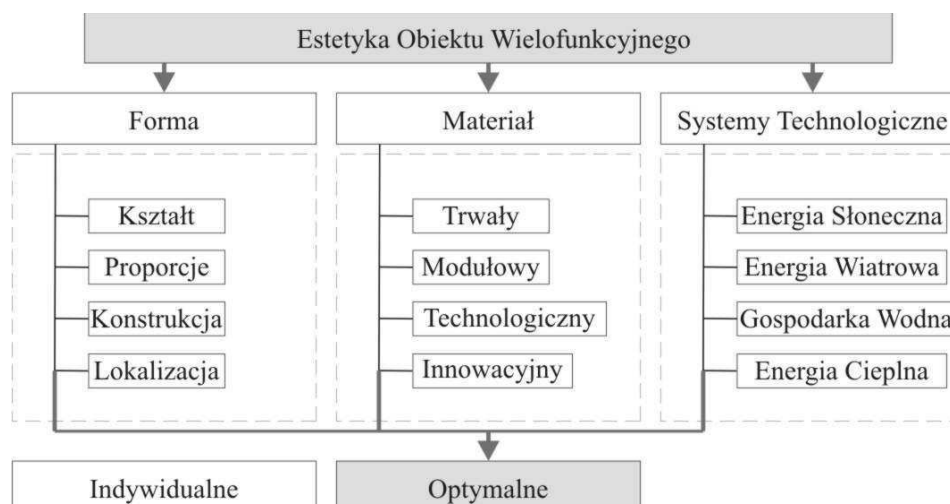 Estetyka Obiektu Wielofunkcyjnego
Forma
Materiał
Systemy Technologiczne
Kształt
Proporcje
Konstrukcja
Lokalizacja
Trwały
Modułowy
Technologiczny
Innowacyjny
Energia Słoneczna
Energia Wiatrowa
Gospodarka Wodna
Energia Cieplna
Indywidualne
Optymalne